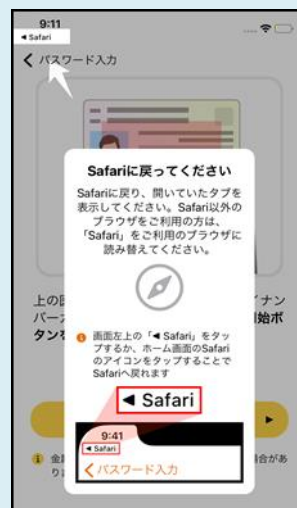 9:11
◀ Safari
パスワード入力
Safariに戻ってください
Safariに戻り、開いていたタブを
表示してください。Safari以外の
ブラウザをご利用の方は、
「Safari」をご利用のブラウザに
読み替えてください。
上の
イナン
バー
始ボ
タンを
画面左上の「◀ Safari」をタッ
プするか、ホーム画面のSafari
のアイコンをタップすることで
Safariへ戻れます
◀ Safari
9:41
◀ Safari
パスワード入力
金
場合があ
り